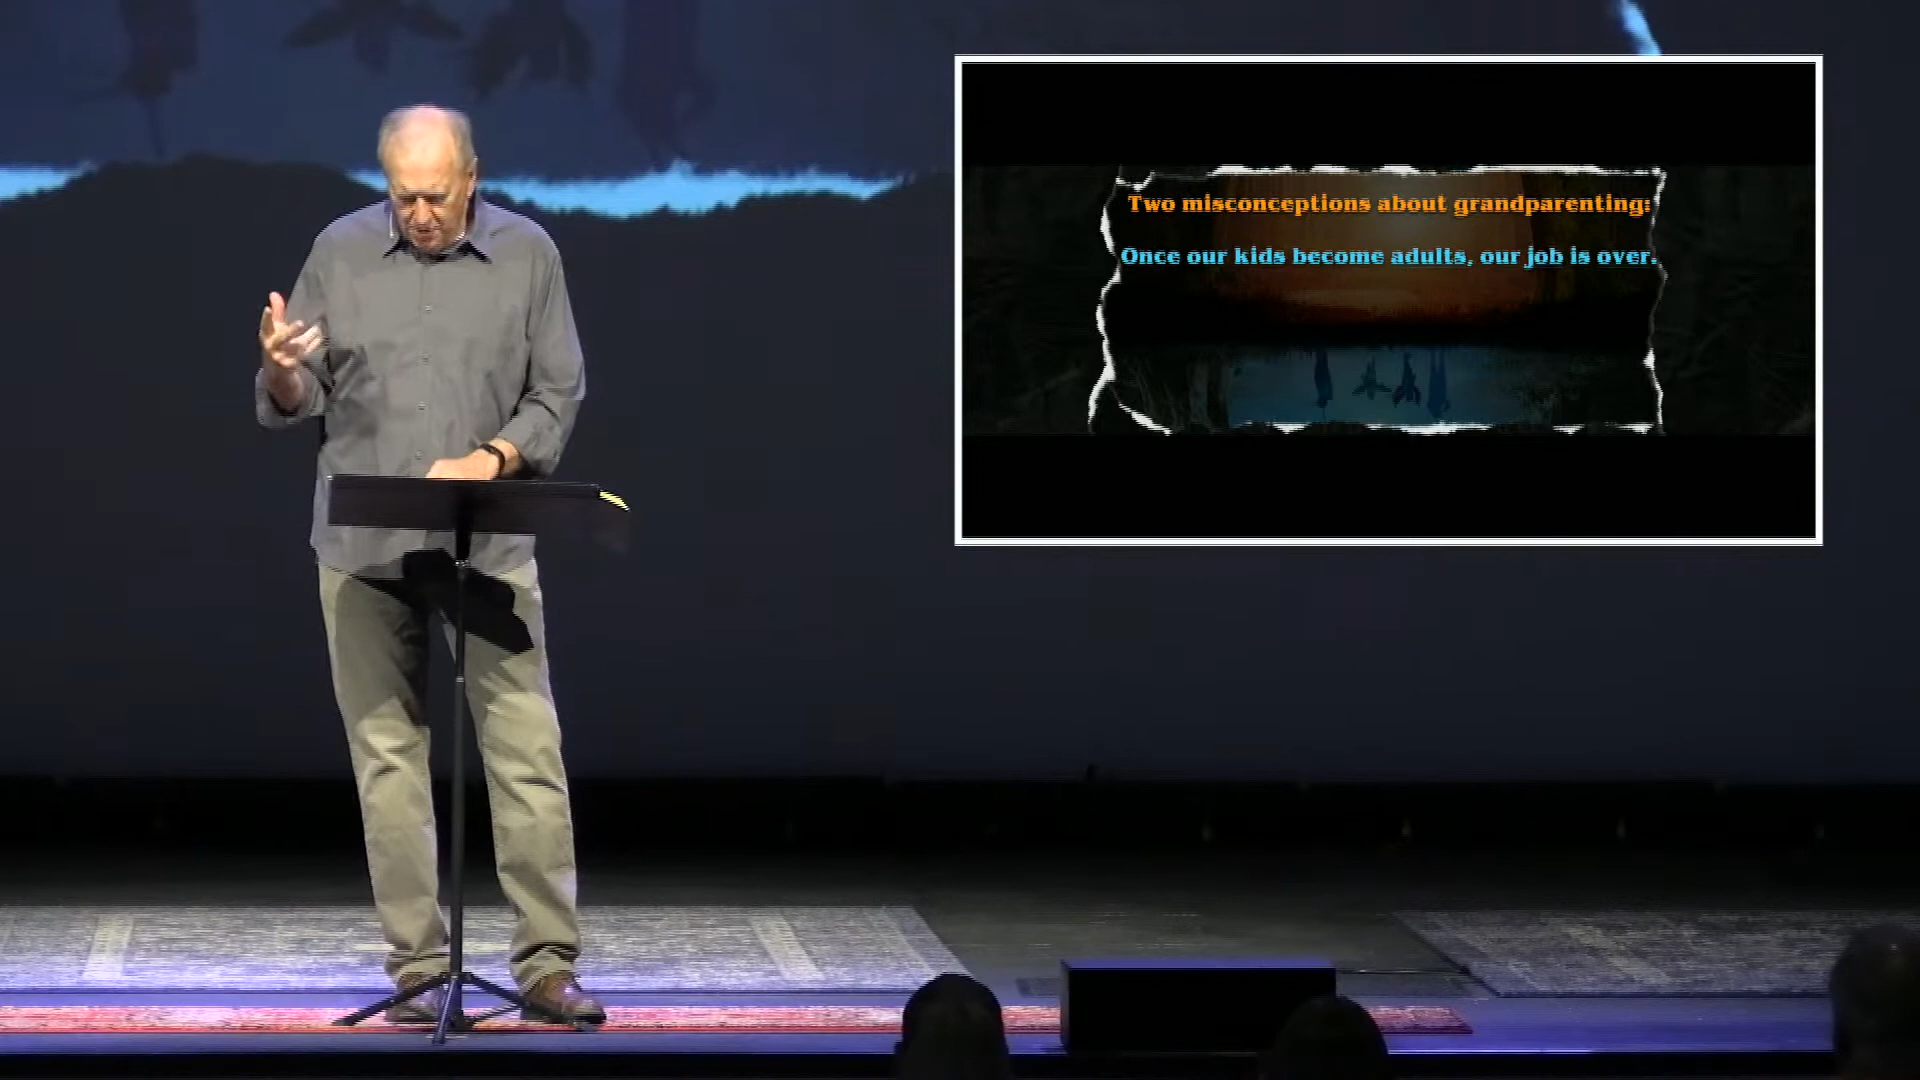 Two misconceptions about grandparenting:
Once our kids become adults, our job is over.